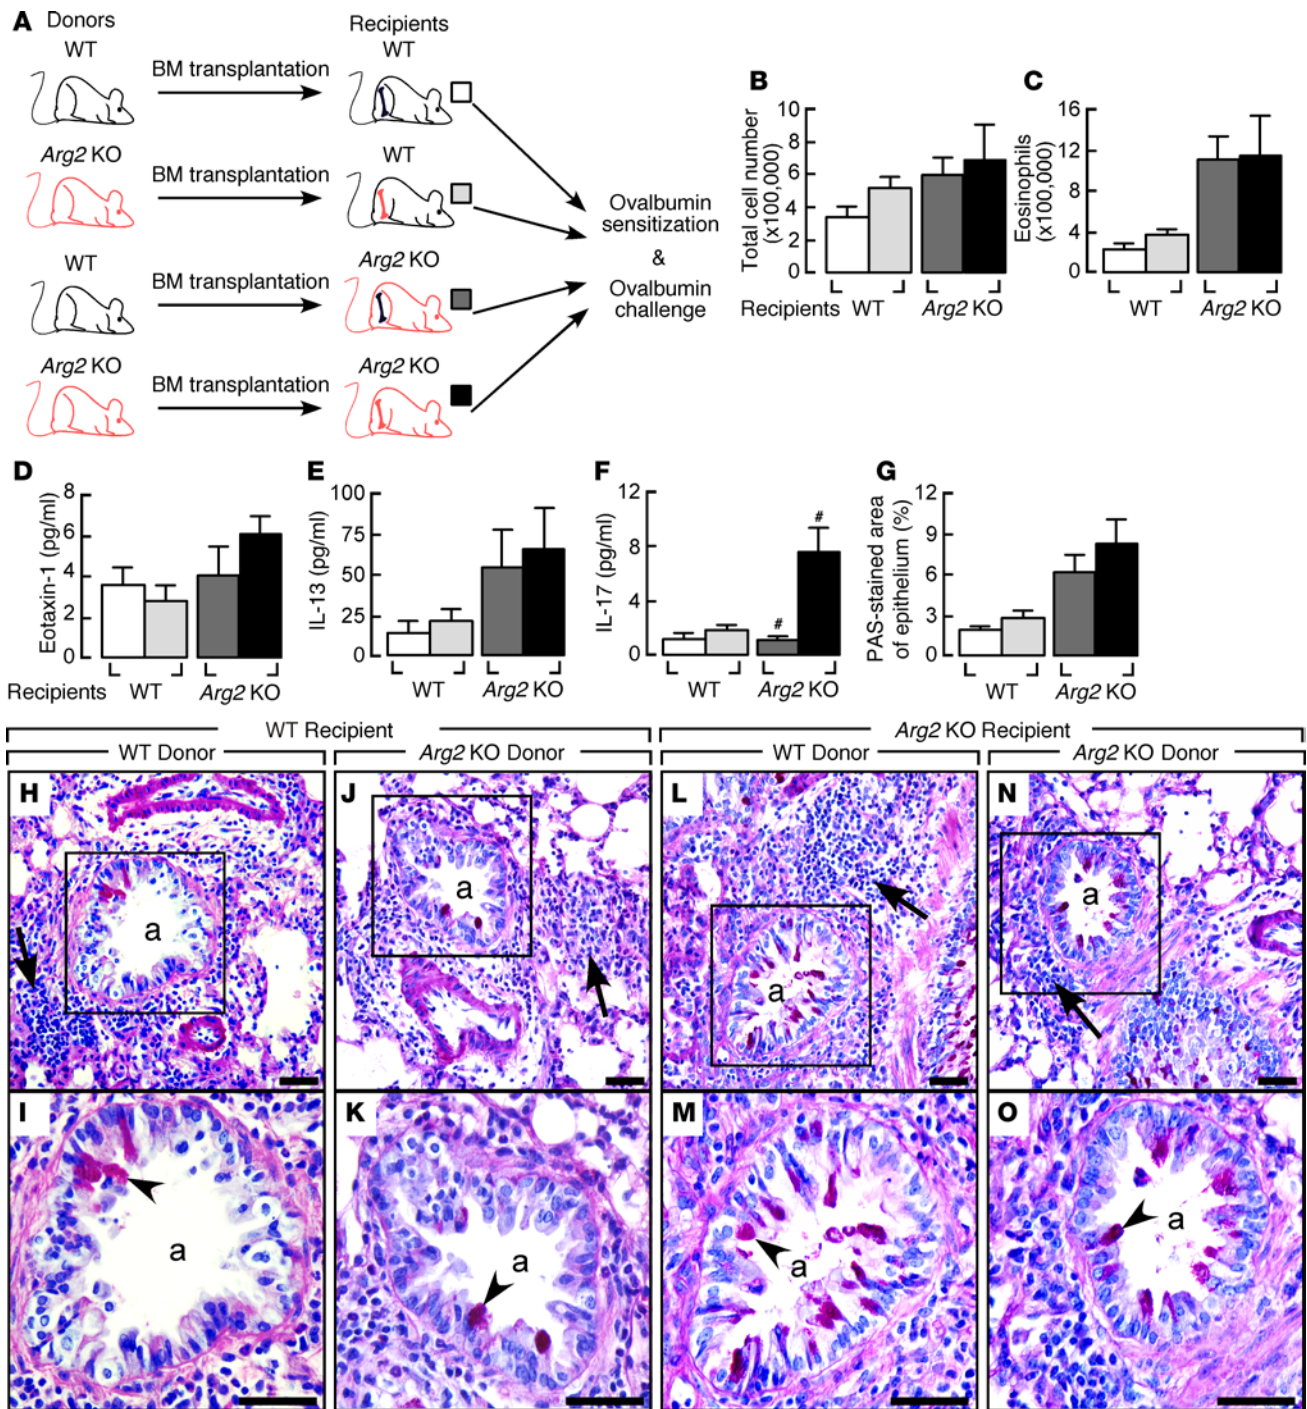 A
Donors
Recipients
WT
BM transplantation
WT
Arg2 KO
BM transplantation
WT
WT
BM transplantation
Arg2 KO
Arg2 KO
BM transplantation
Arg2 KO
Ovalbumin
sensitization
&
Ovalbumin
challenge
B
Total cell number
(x100,000)
10
8
6
4
2
0
Recipients WT Arg2 KO
C
Eosinophils
(x100,000)
16
12
8
4
0
WT Arg2 KO
D
Eotaxin-1 (pg/ml)
8
6
4
2
0
Recipients WT Arg2 KO
E
IL-13 (pg/ml)
100
75
50
25
0
WT Arg2 KO
F
IL-17 (pg/ml)
12
8
4
0
#
#
WT Arg2 KO
G
PAS-stained area
of epithelium (%)
12
9
6
3
0
WT Arg2 KO
WT Recipient
Arg2 KO Recipient
WT Donor
Arg2 KO Donor
WT Donor
Arg2 KO Donor
H
a
J
a
L
a
N
a
I
a
K
a
M
a
O
a